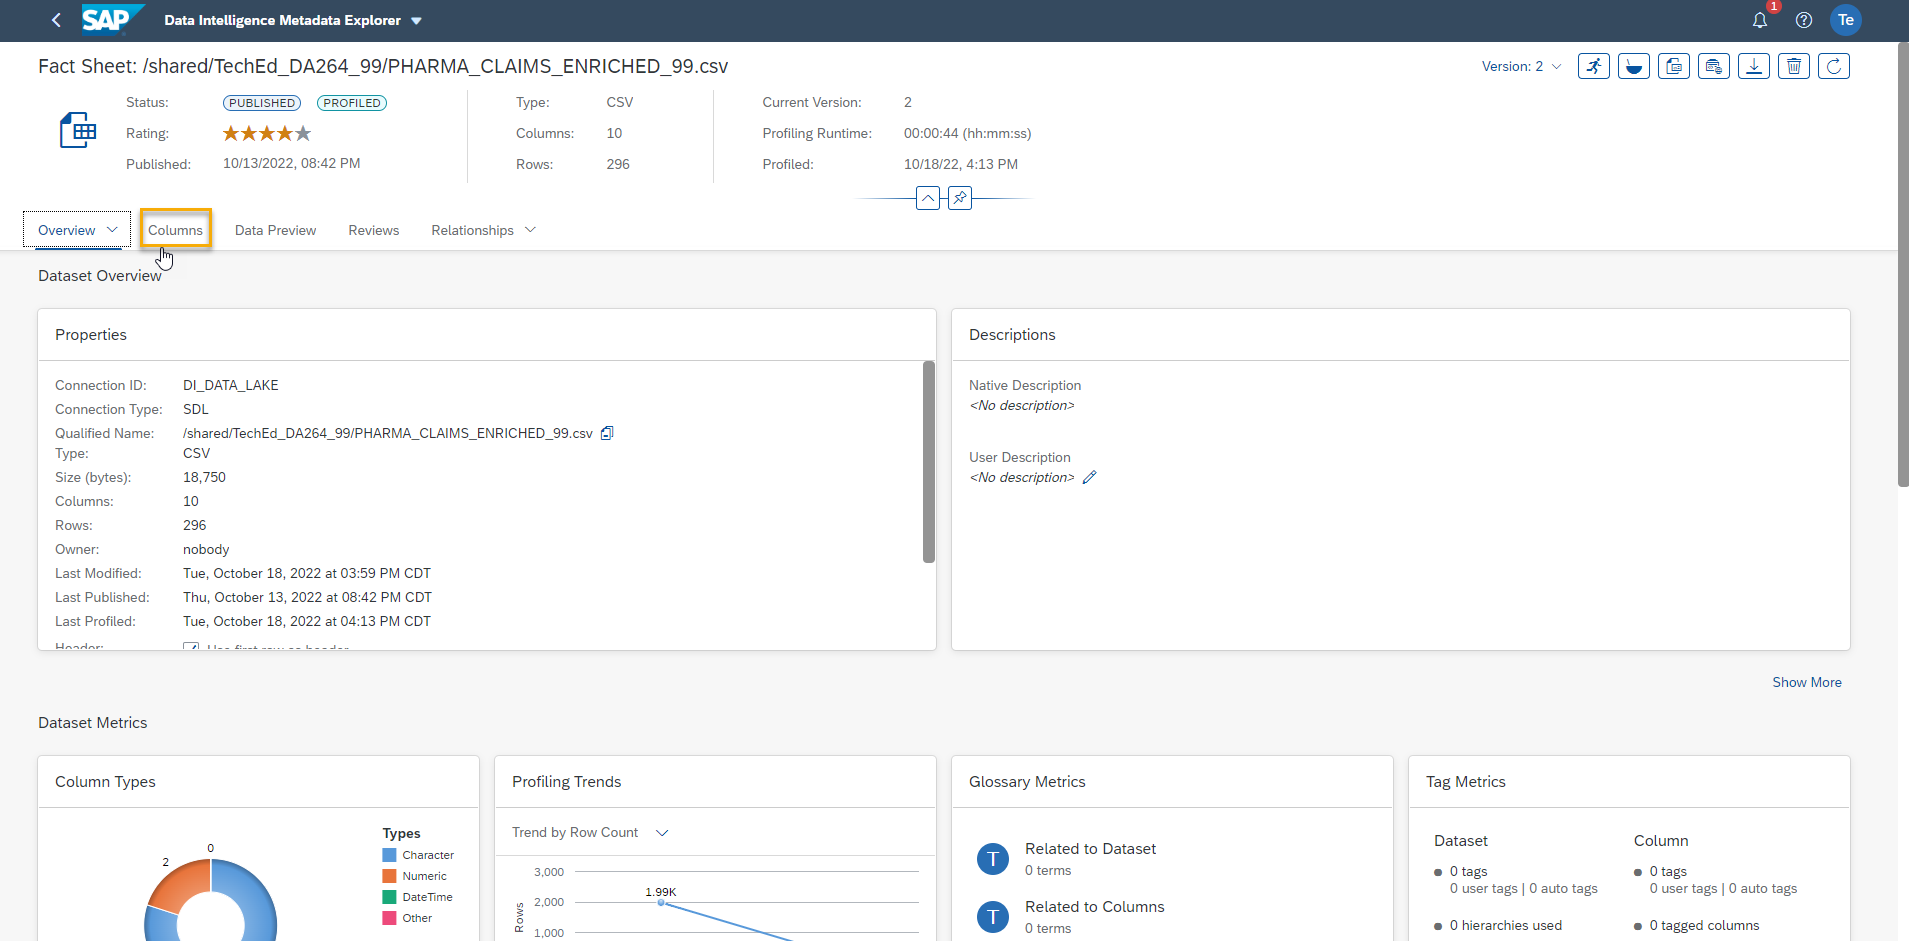 SAP Data Intelligence Metadata Explorer 1 Te
Fact Sheet: /shared/TechEd_DA264_99/PHARMA_CLAIMS_ENRICHED_99.csv Version: 2
Status: PUBLISHED PROFILED Type: CSV Current Version: 2
Rating: Columns: 10 Profiling Runtime: 00:00:44 (hh:mm:ss)
Published: 10/13/2022, 08:42 PM Rows: 296 Profiled: 10/18/22, 4:13 PM
Overview Columns Data Preview Reviews Relationships
Dataset Overview
Properties
Connection ID: DI_DATA_LAKE
Connection Type: SDL
Qualified Name: /shared/TechEd_DA264_99/PHARMA_CLAIMS_ENRICHED_99.csv
Type: CSV
Size (bytes): 18,750
Columns: 10
Rows: 296
Owner: nobody
Last Modified: Tue, October 18, 2022 at 03:59 PM CDT
Last Published: Thu, October 13, 2022 at 08:42 PM CDT
Last Profiled: Tue, October 18, 2022 at 04:13 PM CDT
Header: Use first row as header
Descriptions
Native Description
<No description>
User Description
<No description>
Show More
Dataset Metrics
Column Types
0
2
Types
Character
Numeric
DateTime
Other
Profiling Trends
Trend by Row Count
3,000
1.99K
2,000
1,000
Rows
Glossary Metrics
T Related to Dataset
0 terms
T Related to Columns
0 terms
Tag Metrics
Dataset Column
0 tags 0 tags
0 user tags | 0 auto tags 0 user tags | 0 auto tags
0 hierarchies used 0 tagged columns